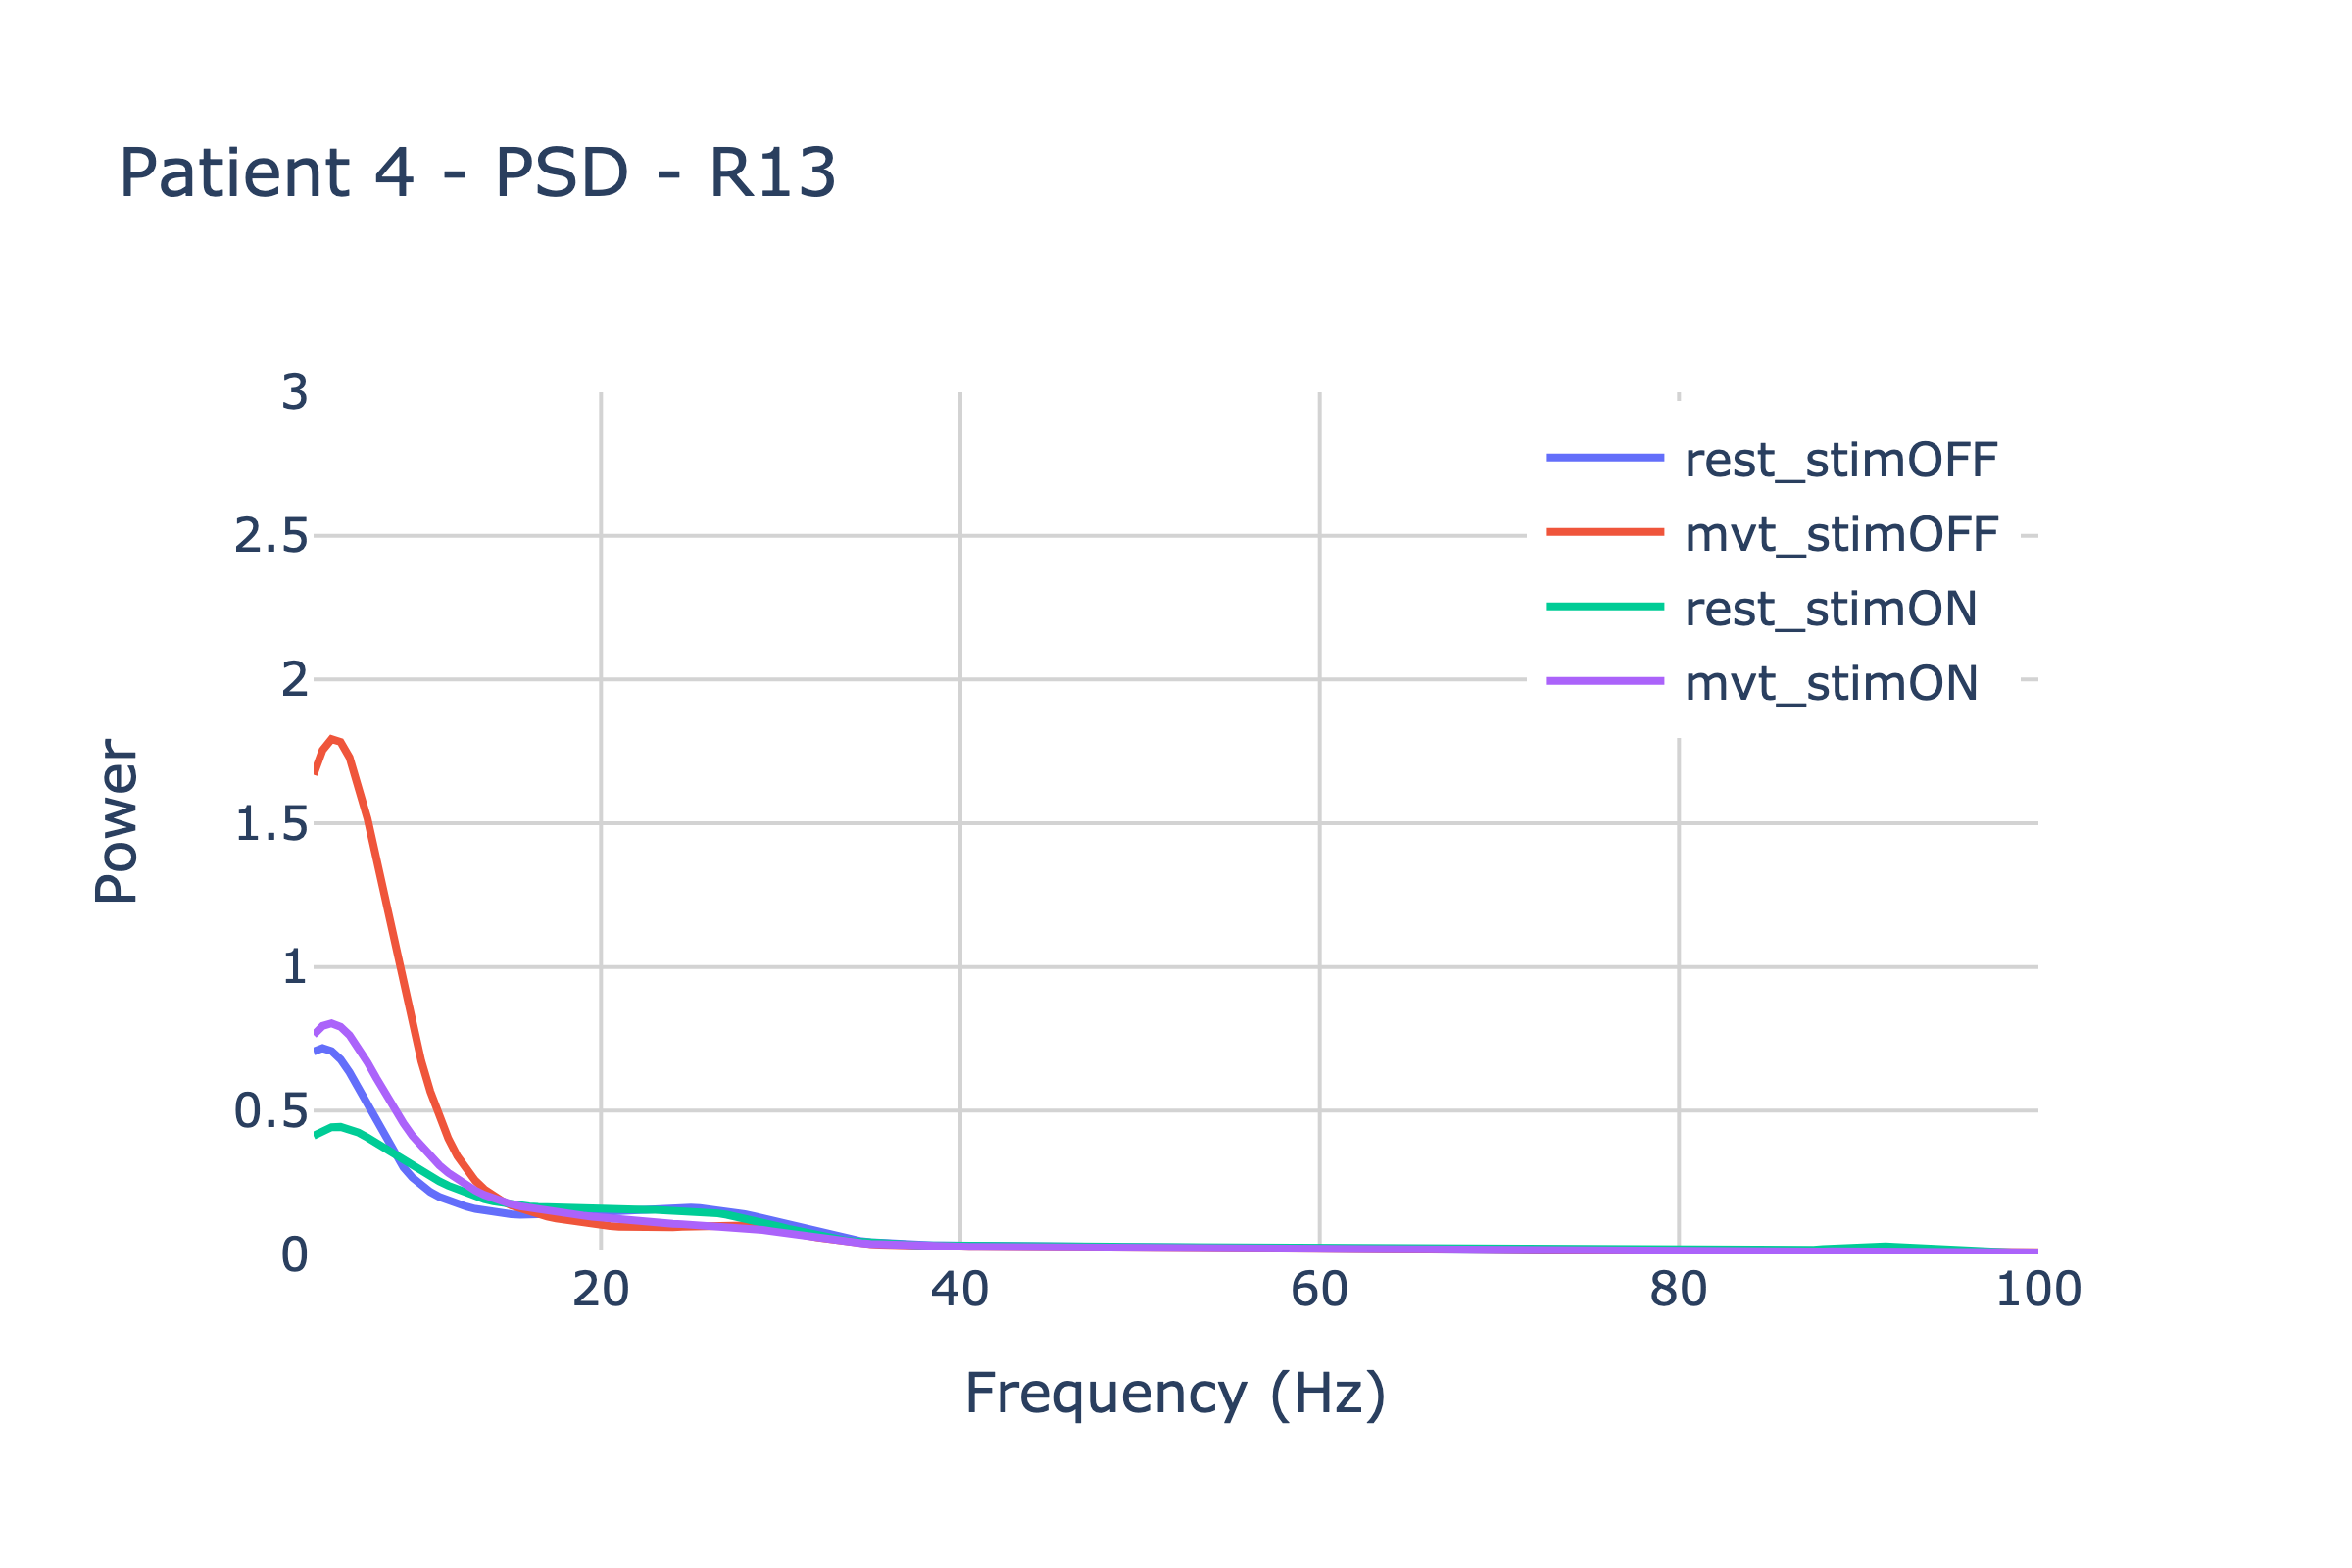 Patient 4 - PSD - R13
3
2.5
2
1.5
1
0.5
0
Power
20 40 60 80 100
Frequency (Hz)
rest_stimOFF
mvt_stimOFF
rest_stimON
mvt_stimON